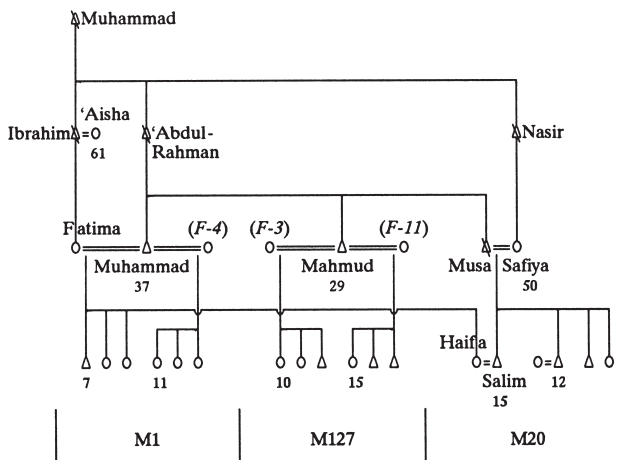 Muhammad
'Aisha
Ibrahim
61
'Abdul-
Rahman
Nasir
Fatima
(F-4)
(F-3)
(F-11)
Muhammad
Mahmud
Musa
Safiya
37
29
50
Haifa
7
11
10
15
Salim
12
15
M1
M127
M20